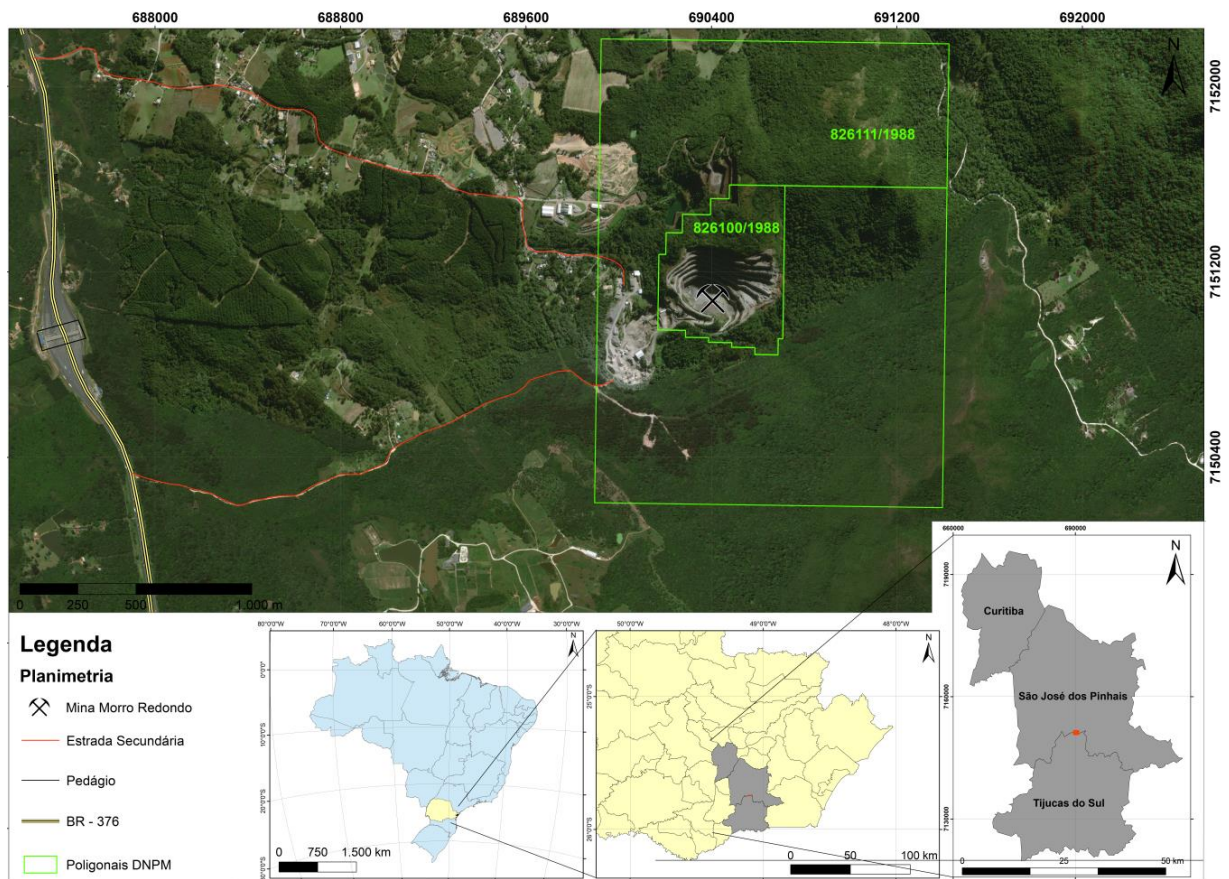 688000 688800 689600 690400 691200 692000
N
7152000
826111/1988
826100/1988
7151200
7150400
0 250 500 1.000 m
660000 690000
N
7190000
Curitiba
São José dos Pinhais
7160000
Tijucas do Sul
7130000
0 25 50 km
Legenda
Planimetria
Mina Morro Redondo
Estrada Secundária
Pedágio
BR - 376
Poligonais DNPM
80°0'0"W 70°0'0"W 60°0'0"W 50°0'0"W 40°0'0"W 30°0'0"W
N
0°0'0"
10°0'0"S
20°0'0"S
0 750 1.500 km
50°0'0"W 49°0'0"W 48°0'0"W
N
25°0'0"S
26°0'0"S
0 50 100 km